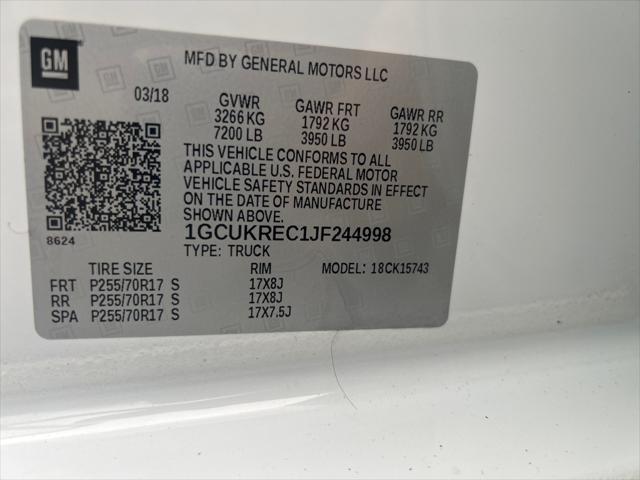 GM
MFD BY GENERAL MOTORS LLC
03/18
GVWR GAWR FRT GAWR RR
3266 KG 1792 KG 1792 KG
7200 LB 3950 LB 3950 LB
THIS VEHICLE CONFORMS TO ALL
APPLICABLE U.S. FEDERAL MOTOR
VEHICLE SAFETY STANDARDS IN EFFECT
ON THE DATE OF MANUFACTURE
SHOWN ABOVE.
8624
1GCUKREC1JF244998
TYPE: TRUCK
TIRE SIZE RIM MODEL: 18CK15743
FRT P255/70R17 S 17X8J
RR P255/70R17 S 17X8J
SPA P255/70R17 S 17X7.5J